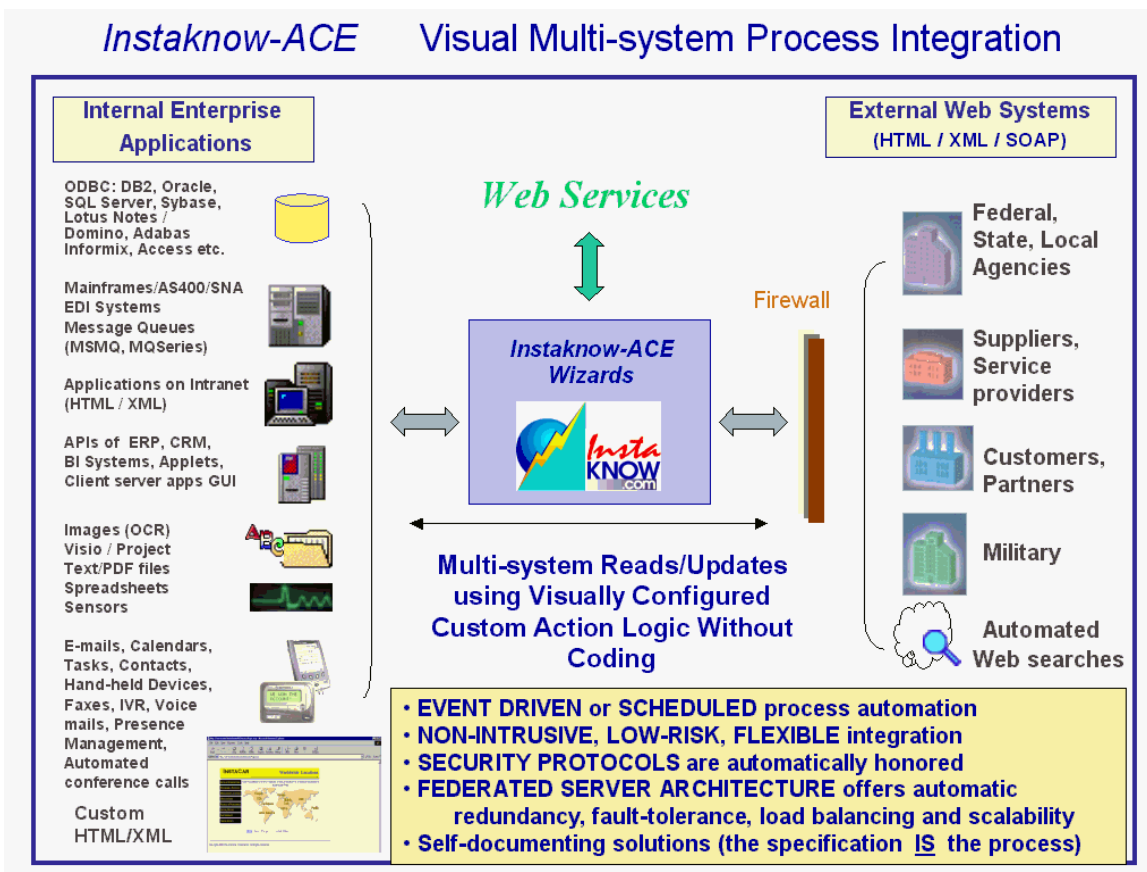 Instaknow-ACE Visual Multi-system Process Integration
Internal Enterprise
Applications
ODBC: DB2, Oracle,
SQL Server, Sybase,
Lotus Notes /
Domino, Adabas
Informix, Access etc.
Mainframes/AS400/SNA
EDI Systems
Message Queues
(MSMQ, MQSeries)
Applications on Intranet
(HTML / XML)
APIs of ERP, CRM,
BI Systems, Applets,
Client server apps GUI
Images (OCR)
Visio / Project
Text/PDF files
Spreadsheets
Sensors
E-mails, Calendars,
Tasks, Contacts,
Hand-held Devices,
Faxes, IVR, Voice
mails, Presence
Management,
Automated
conference calls
Custom
HTML/XML
INSTACAR
Worldwide Locations
Web Services
Instaknow-ACE
Wizards
Insta
KNOW
.com
Firewall
Multi-system Reads/Updates
using Visually Configured
Custom Action Logic Without
Coding
External Web Systems
(HTML / XML / SOAP)
Federal,
State, Local
Agencies
Suppliers,
Service
providers
Customers,
Partners
Military
Automated
Web searches
• EVENT DRIVEN or SCHEDULED process automation
• NON-INTRUSIVE, LOW-RISK, FLEXIBLE integration
• SECURITY PROTOCOLS are automatically honored
• FEDERATED SERVER ARCHITECTURE offers automatic
redundancy, fault-tolerance, load balancing and scalability
• Self-documenting solutions (the specification IS the process)